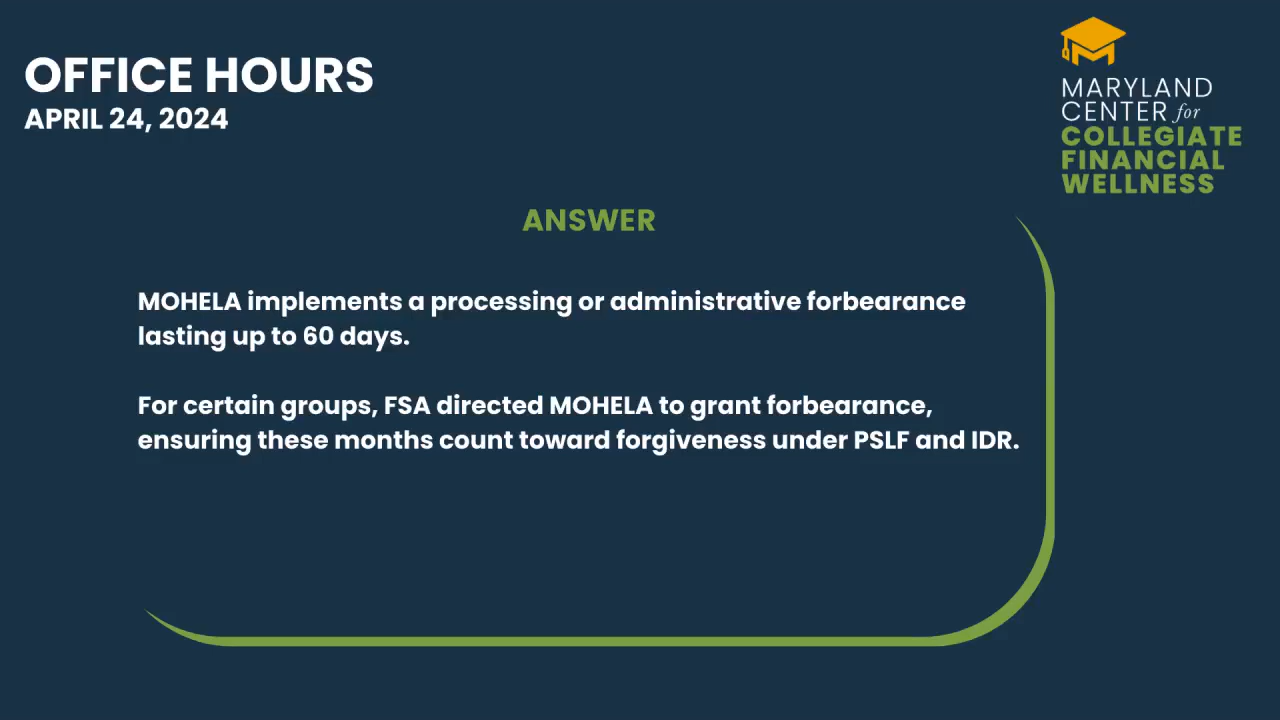 OFFICE HOURS
APRIL 24, 2024
MARYLAND
CENTER for
COLLEGIATE
FINANCIAL
WELLNESS
ANSWER
MOHELA implements a processing or administrative forbearance
lasting up to 60 days.
For certain groups, FSA directed MOHELA to grant forbearance,
ensuring these months count toward forgiveness under PSLF and IDR.